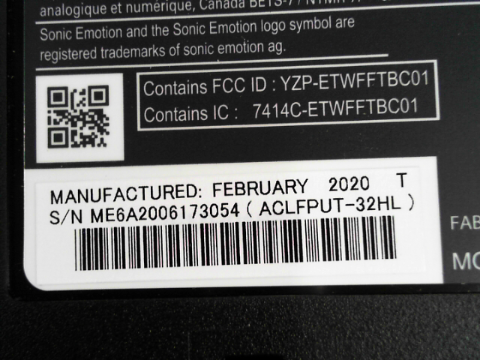 analogique et numérique, Canada BETS-7 / NTMR
Sonic Emotion and the Sonic Emotion logo symbol are
registered trademarks of sonic emotion ag.
Contains FCC ID : YZP-ETWFFTBC01
Contains IC : 7414C-ETWFFTBC01
MANUFACTURED: FEBRUARY 2020 T
S/N ME6A2006173054 ( ACLFPUT-32HL )
FAB
MO